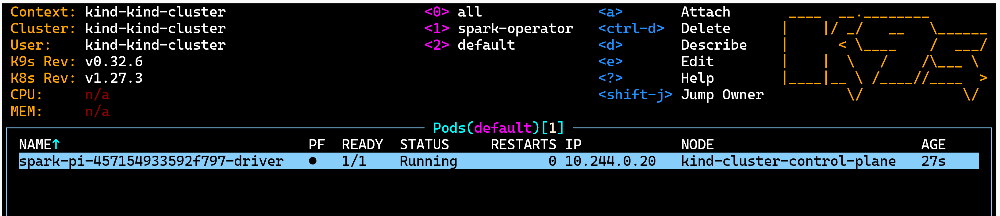 Context: kind-kind-cluster <0> all <a> Attach
Cluster: kind-kind-cluster <1> spark-operator <ctrl-d> Delete
User: kind-kind-cluster <2> default <d> Describe
K9s Rev: v0.32.6 <e> Edit
K8s Rev: v1.27.3 <?> Help
CPU: n/a <shift-j> Jump Owner
MEM: n/a
Pods(default)[1]
NAME↑ PF READY STATUS RESTARTS IP NODE AGE
spark-pi-457154933592f797-driver ● 1/1 Running 0 10.244.0.20 kind-cluster-control-plane 27s